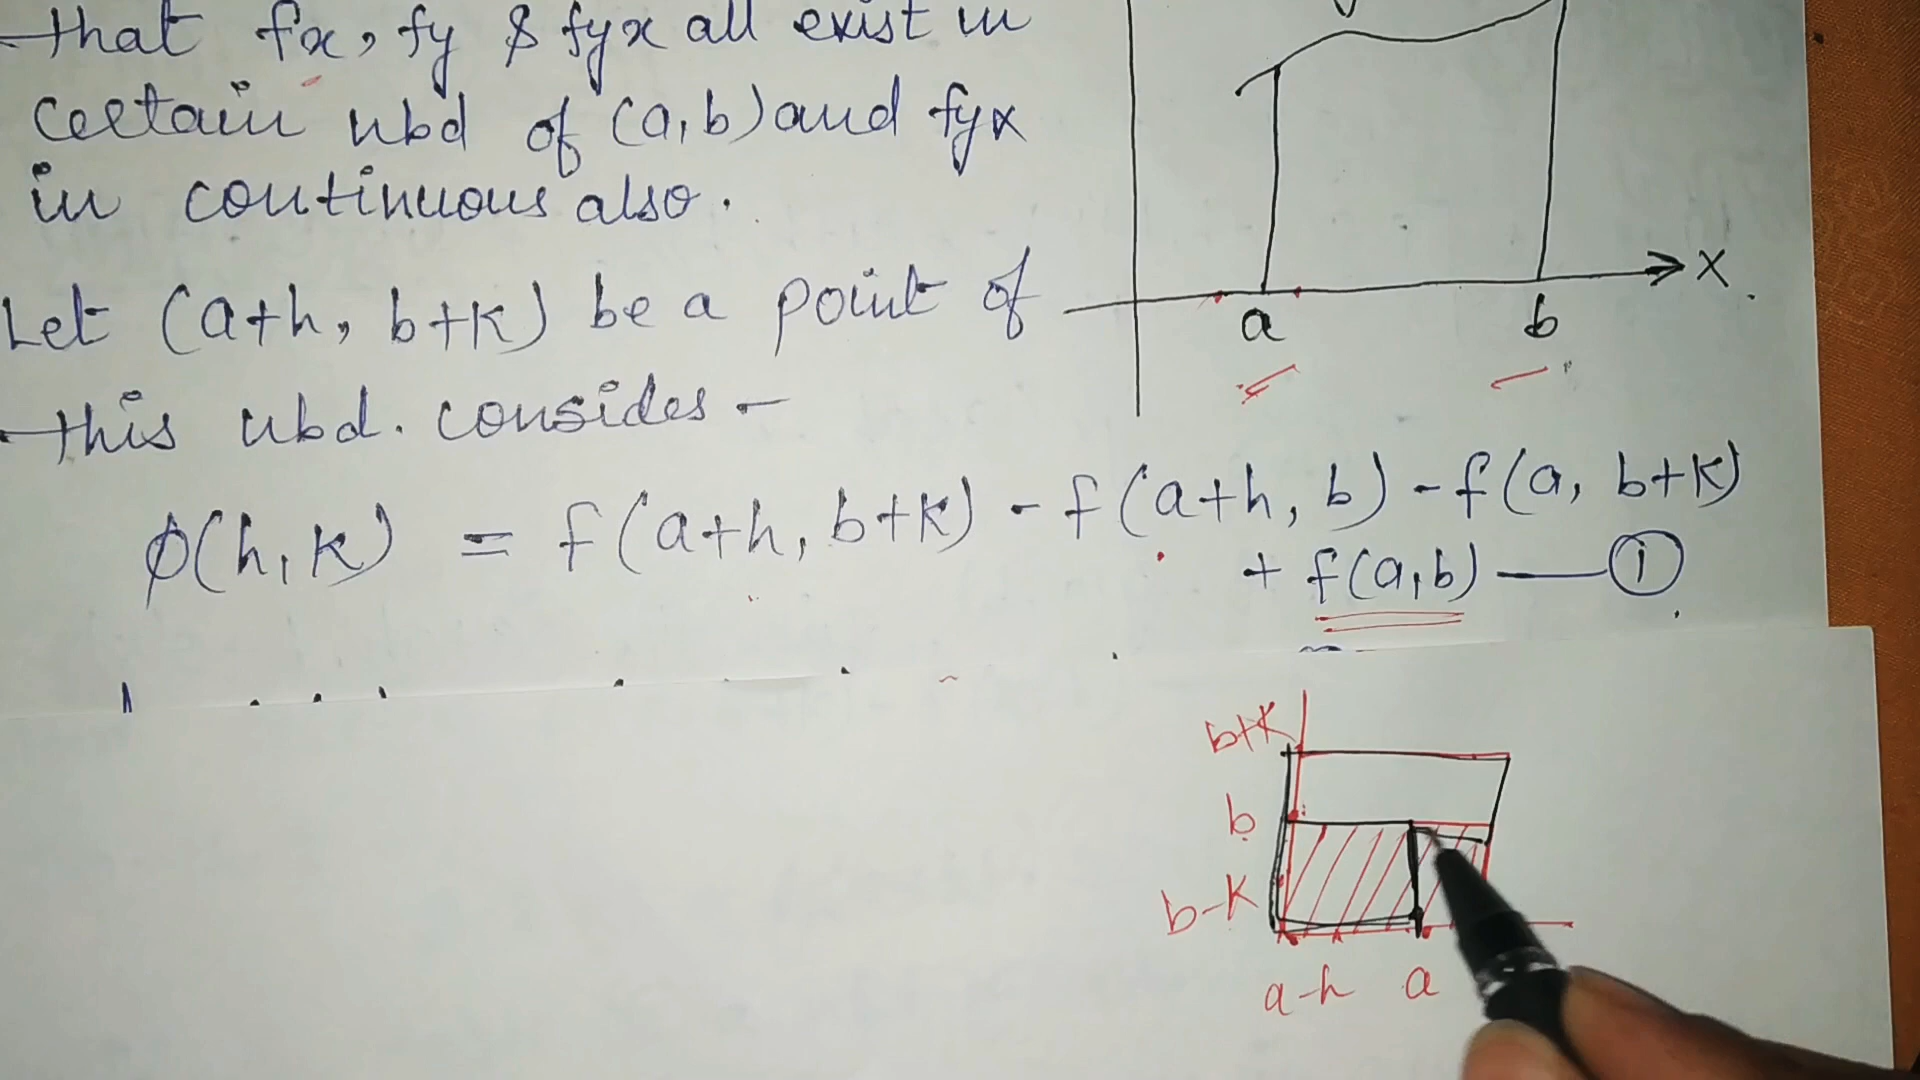 that fx, fy & fyx all exist in
certain nbd of (a,b) and fyx
in continuous also.
Let (a+h, b+k) be a point of
this nbd. consider -
φ(h,k) = f(a+h, b+k) - f(a+h, b) - f(a, b+k)
+ f(a,b) — ①
X
a b
b+k
b
b-k
a-h a